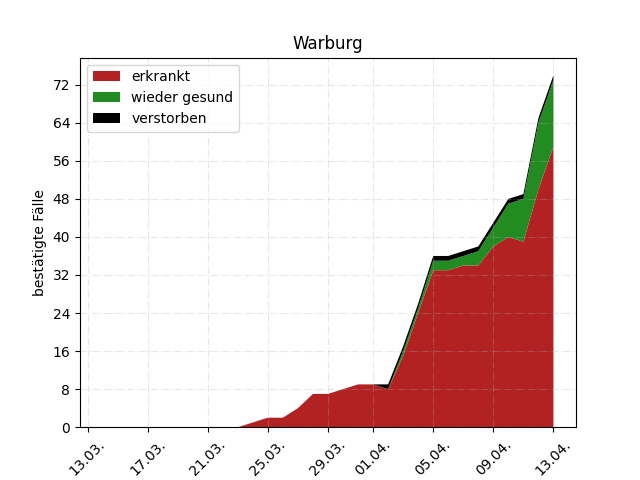 Warburg
erkrankt
wieder gesund
verstorben
bestätigte Fälle
72
64
56
48
40
32
24
16
8
0
13.03. 17.03. 21.03. 25.03. 29.03. 01.04. 05.04. 09.04. 13.04.